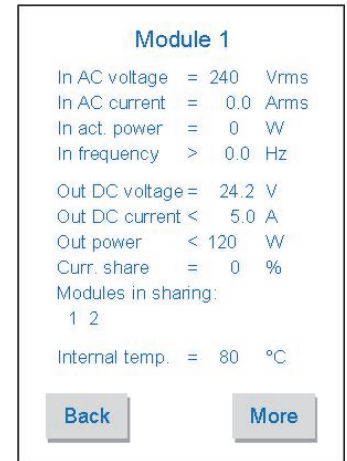 Module 1
In AC voltage = 240 Vrms
In AC current = 0.0 Arms
In act. power = 0 W
In frequency > 0.0 Hz
Out DC voltage = 24.2 V
Out DC current < 5.0 A
Out power < 120 W
Curr. share = 0 %
Modules in sharing:
1 2
Internal temp. = 80 °C
Back More